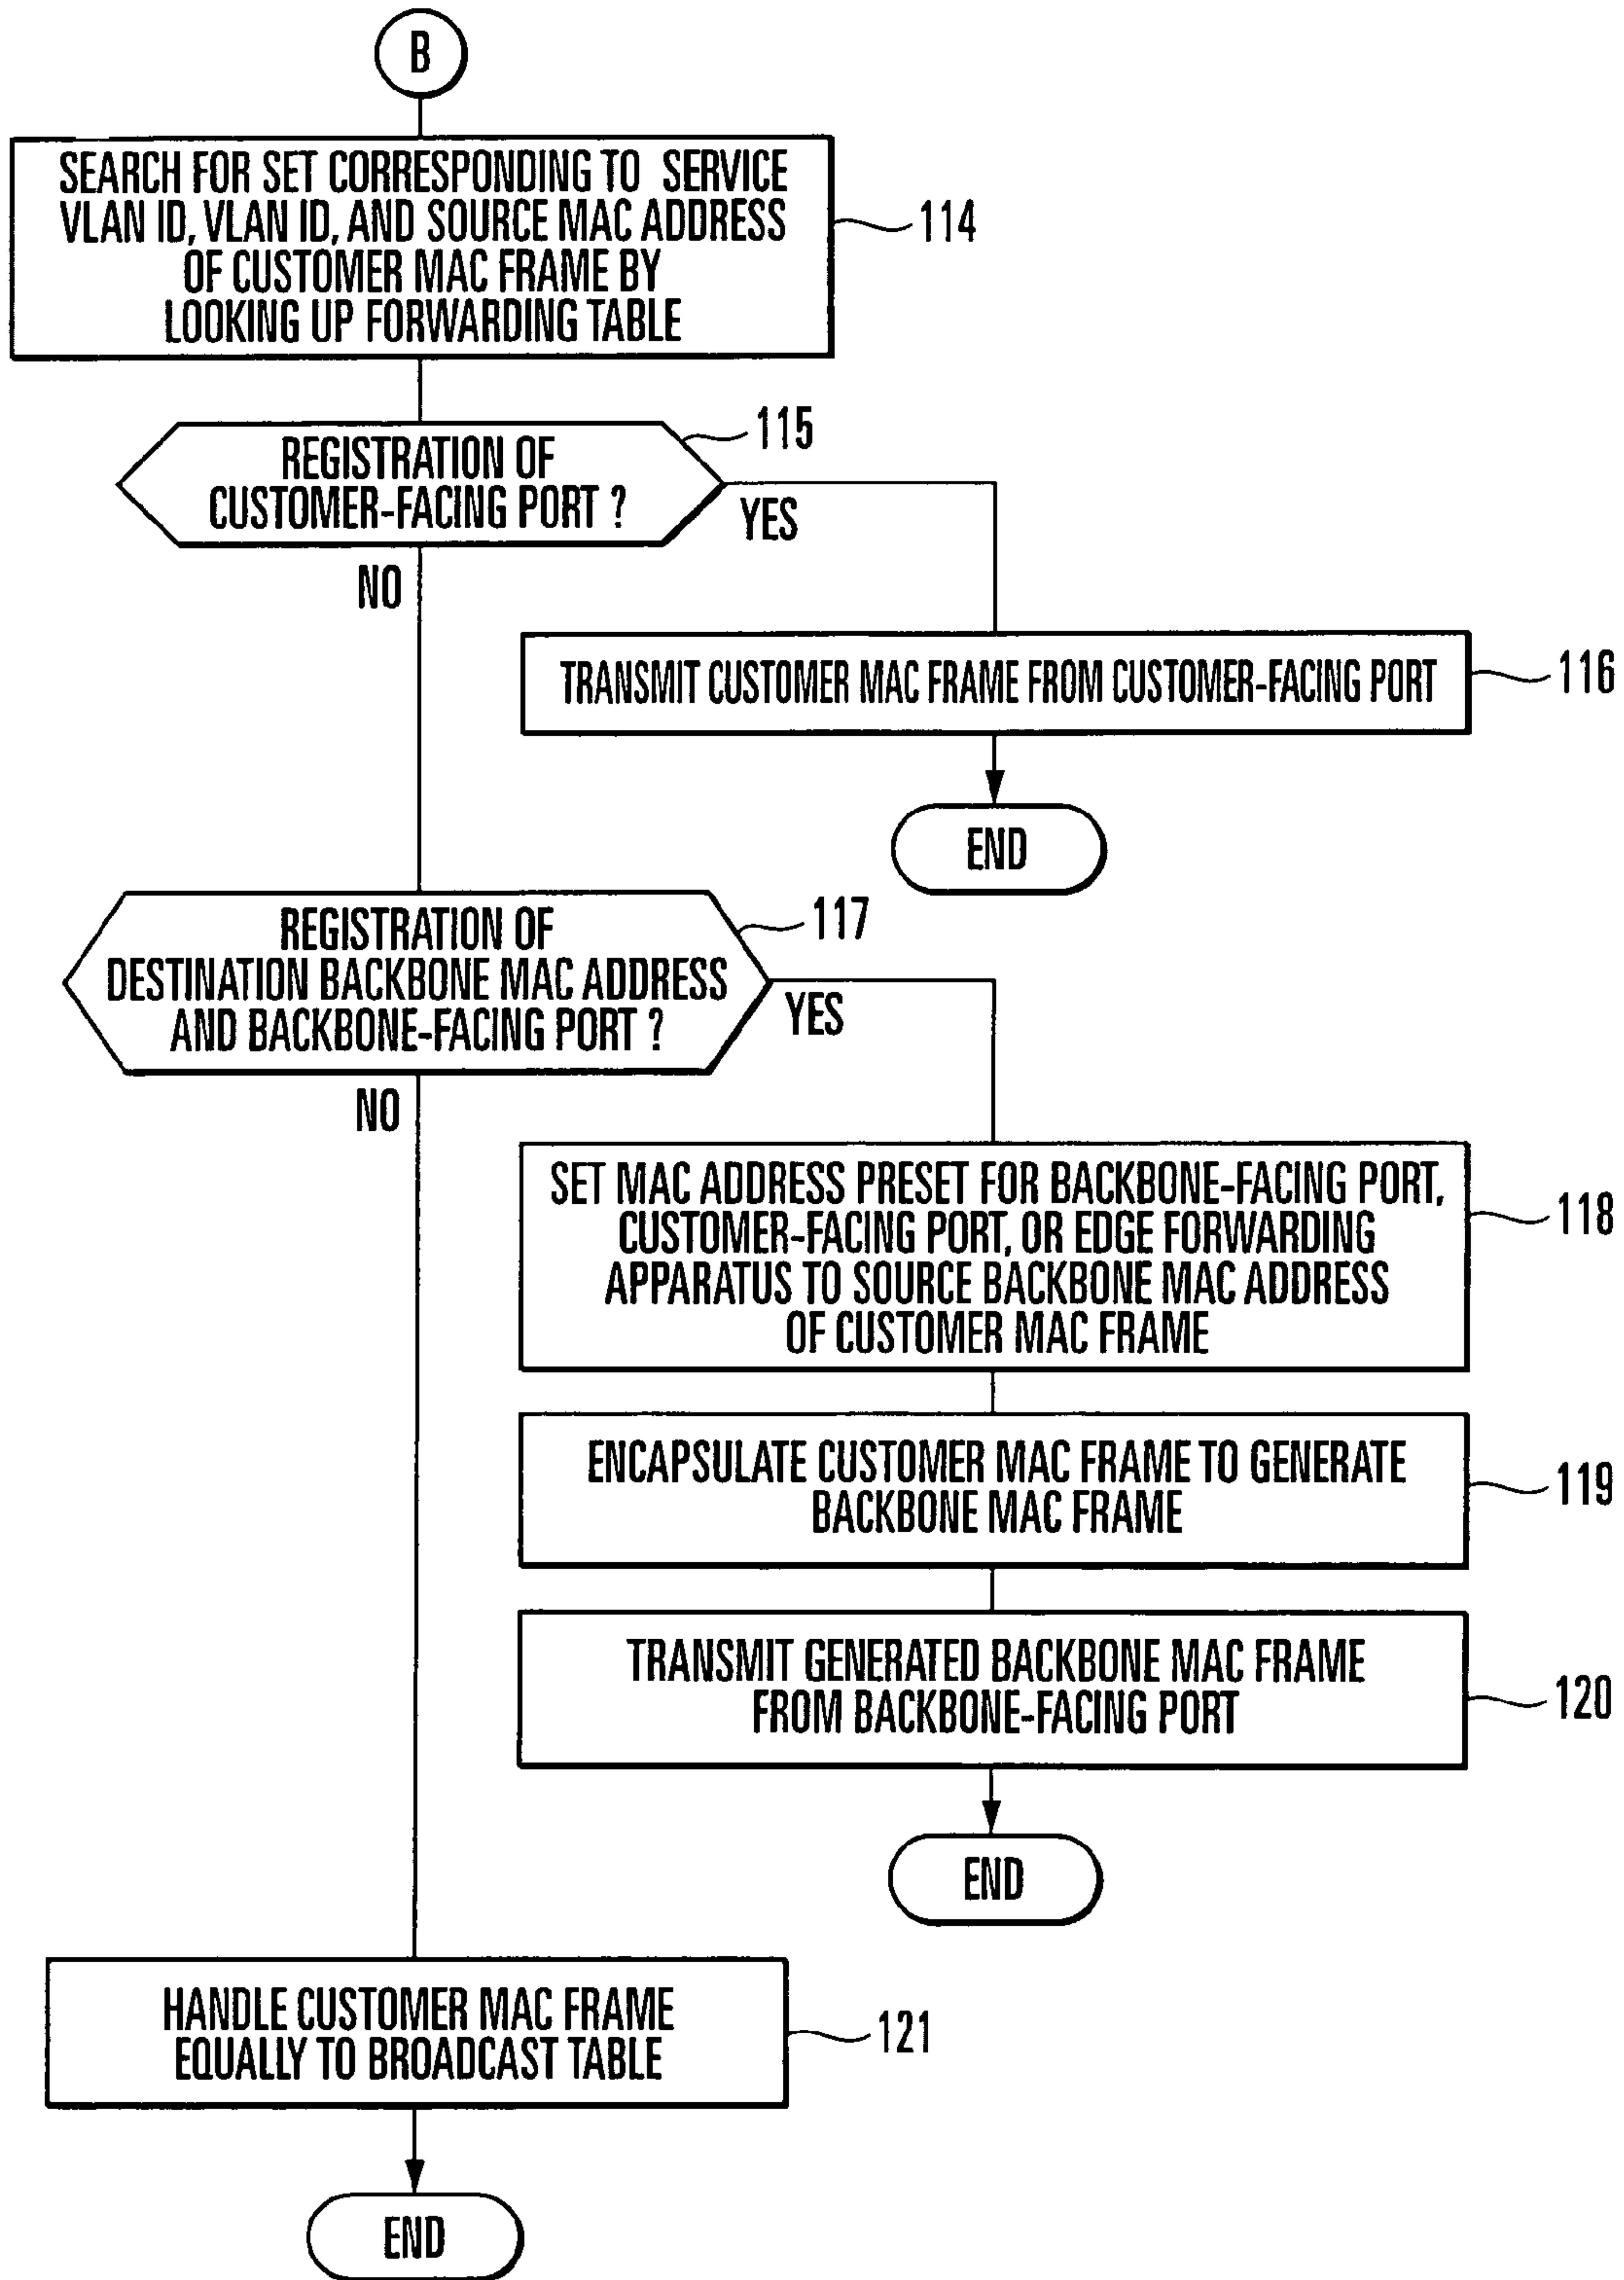 B
SEARCH FOR SET CORRESPONDING TO SERVICE
VLAN ID, VLAN ID, AND SOURCE MAC ADDRESS
OF CUSTOMER MAC FRAME BY
LOOKING UP FORWARDING TABLE
114
REGISTRATION OF
CUSTOMER-FACING PORT ?
115
YES
NO
TRANSMIT CUSTOMER MAC FRAME FROM CUSTOMER-FACING PORT
116
END
REGISTRATION OF
DESTINATION BACKBONE MAC ADDRESS
AND BACKBONE-FACING PORT ?
117
YES
NO
SET MAC ADDRESS PRESET FOR BACKBONE-FACING PORT,
CUSTOMER-FACING PORT, OR EDGE FORWARDING
APPARATUS TO SOURCE BACKBONE MAC ADDRESS
OF CUSTOMER MAC FRAME
118
ENCAPSULATE CUSTOMER MAC FRAME TO GENERATE
BACKBONE MAC FRAME
119
TRANSMIT GENERATED BACKBONE MAC FRAME
FROM BACKBONE-FACING PORT
120
END
HANDLE CUSTOMER MAC FRAME
EQUALLY TO BROADCAST TABLE
121
END